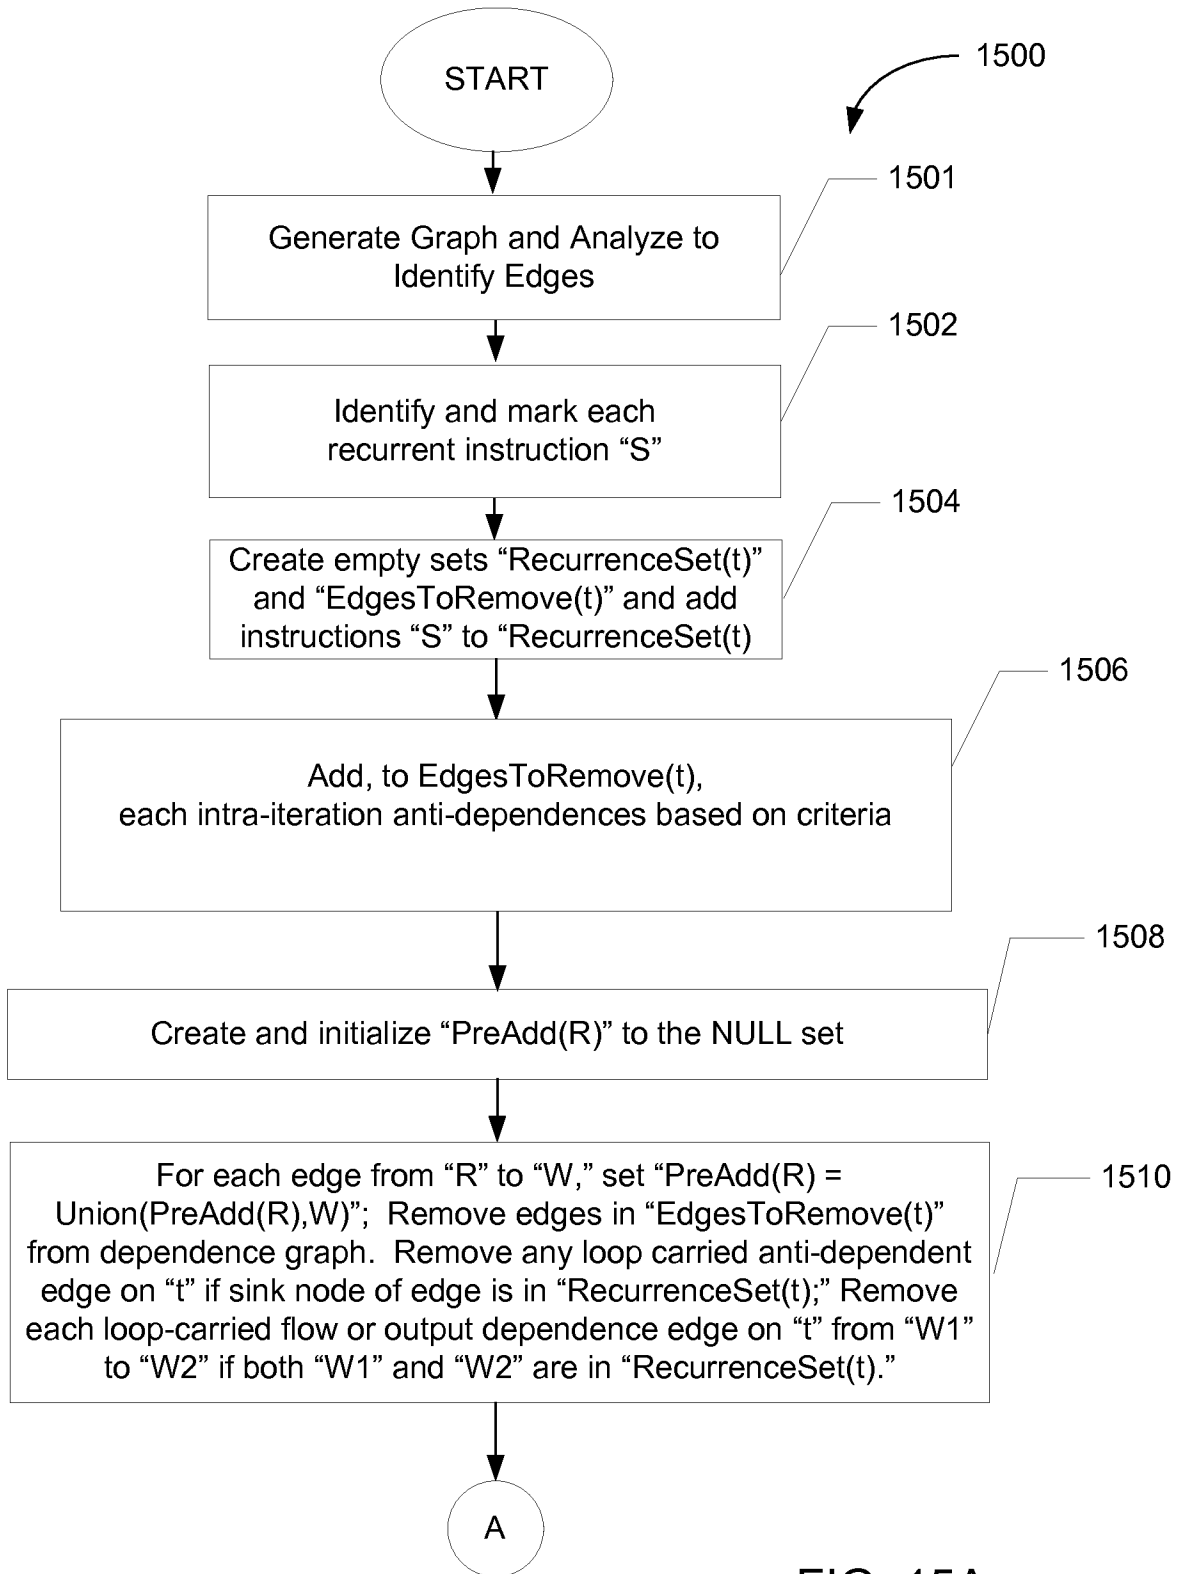 START
1500
1501
Generate Graph and Analyze to
Identify Edges
1502
Identify and mark each
recurrent instruction “S”
1504
Create empty sets “RecurrenceSet(t)”
and “EdgesToRemove(t)” and add
instructions “S” to “RecurrenceSet(t)
1506
Add, to EdgesToRemove(t),
each intra-iteration anti-dependences based on criteria
1508
Create and initialize “PreAdd(R)” to the NULL set
1510
For each edge from “R” to “W,” set “PreAdd(R) =
Union(PreAdd(R),W)”;  Remove edges in “EdgesToRemove(t)”
from dependence graph.  Remove any loop carried anti-dependent
edge on “t” if sink node of edge is in “RecurrenceSet(t);” Remove
each loop-carried flow or output dependence edge on “t” from “W1”
to “W2” if both “W1” and “W2” are in “RecurrenceSet(t).”
A
FIG. 15A